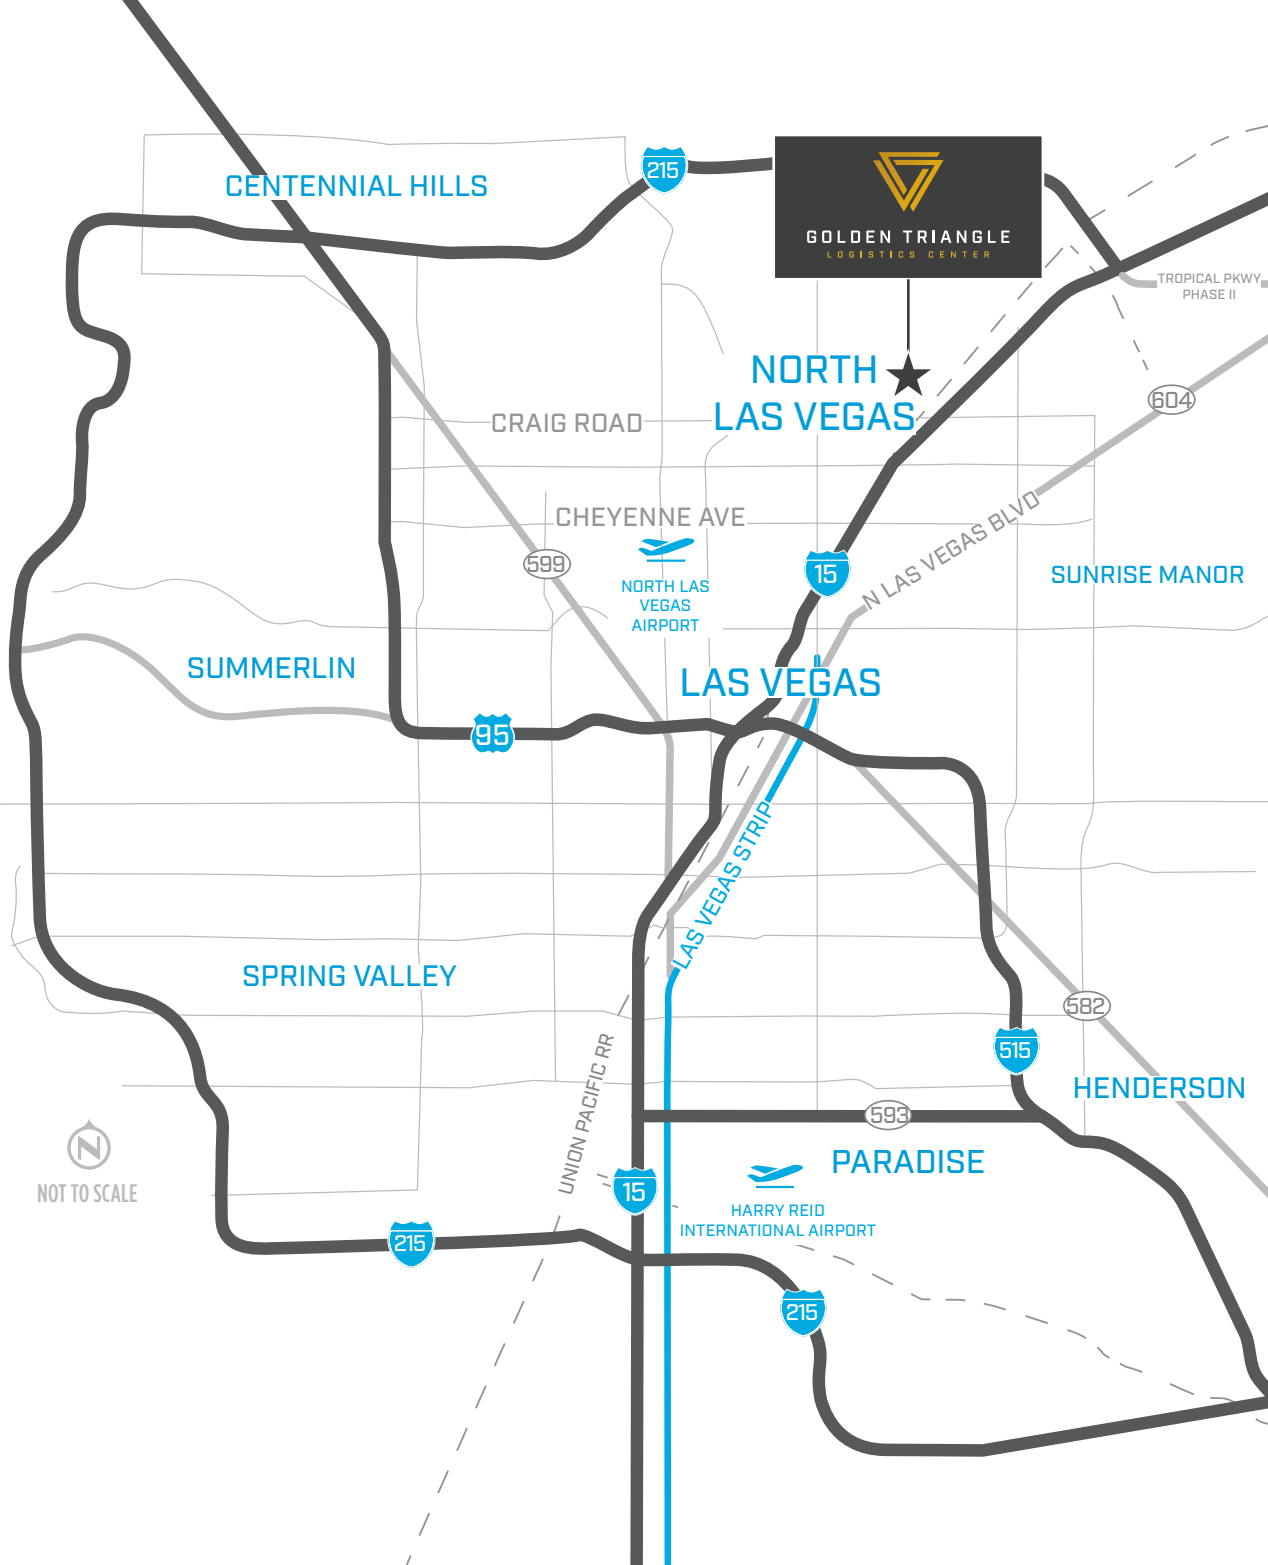 215
CENTENNIAL HILLS
GOLDEN TRIANGLE
LOGISTICS CENTER
TROPICAL PKWY
PHASE II
NORTH
LAS VEGAS
604
CRAIG ROAD
CHEYENNE AVE
N LAS VEGAS BLVD
599
15
SUNRISE MANOR
NORTH LAS
VEGAS
AIRPORT
SUMMERLIN
LAS VEGAS
95
LAS VEGAS STRIP
SPRING VALLEY
582
515
UNION PACIFIC RR
HENDERSON
593
N
NOT TO SCALE
PARADISE
15
HARRY REID
INTERNATIONAL AIRPORT
215
215